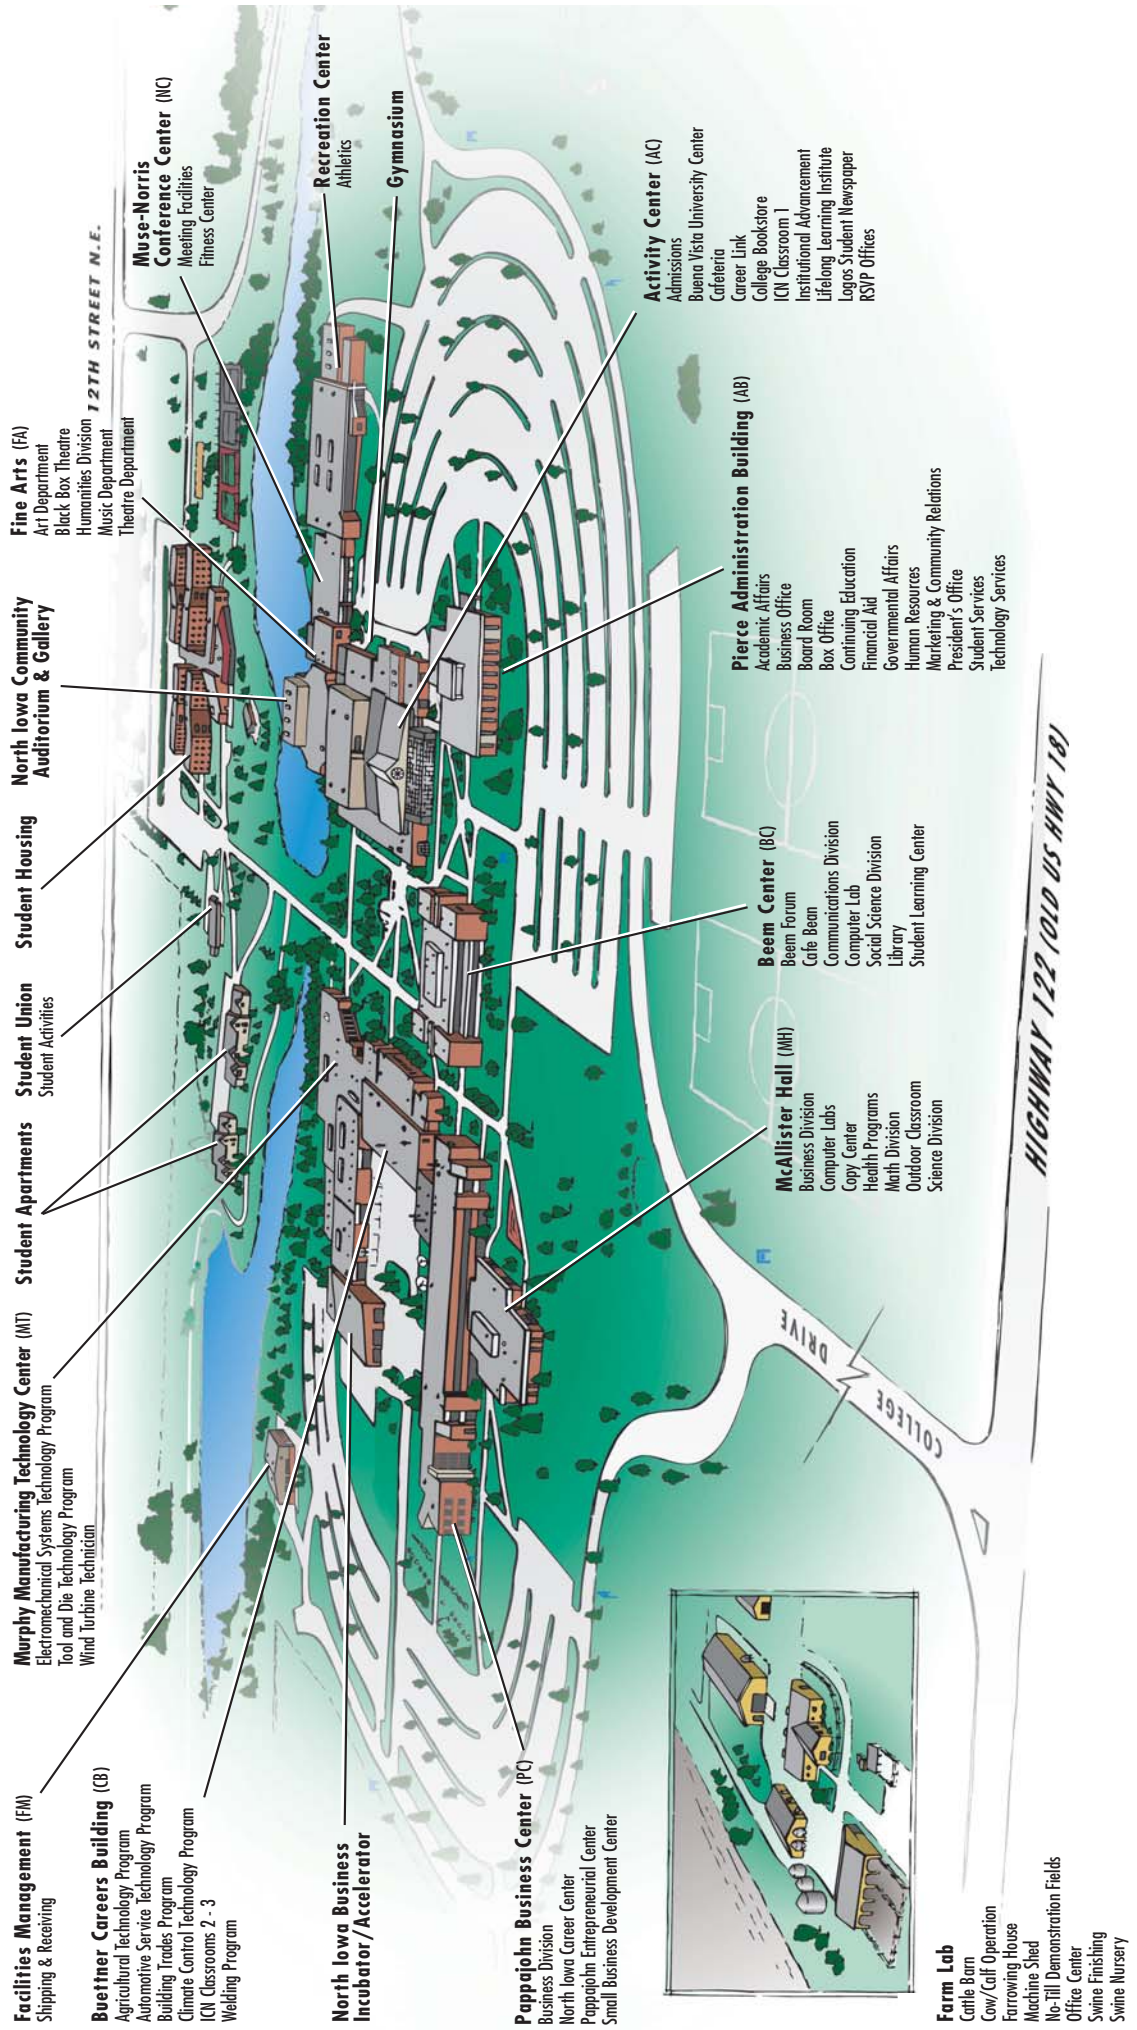 Facilities Management (FM)
Shipping & Receiving
Buettner Careers Building (CB)
Agricultural Technology Program
Automotive Service Technology Program
Building Trades Program
Climate Control Technology Program
ICN Classrooms 2 - 3
Welding Program
North Iowa Business
Incubator/Accelerator
Pappajohn Business Center (PC)
Business Division
North Iowa Career Center
Pappajohn Entrepreneurial Center
Small Business Development Center
Farm Lab
Cattle Barn
Cow/Calf Operation
Farrowing House
Machine Shed
No-Till Demonstration Fields
Office Center
Swine Finishing
Swine Nursery
Murphy Manufacturing Technology Center (MT)
Electromechanical Systems Technology Program
Tool and Die Technology Program
Wind Turbine Technician
Student Apartments
Student Union
Student Activities
Student Housing
North Iowa Community
Auditorium & Gallery
Fine Arts (FA)
Art Department
Black Box Theatre
Humanities Division
Music Department
Theatre Department
12TH STREET N.E.
Muse-Norris
Conference Center (NC)
Meeting Facilities
Fitness Center
Recreation Center
Athletics
Gymnasium
Activity Center (AC)
Admissions
Buena Vista University Center
Cafeteria
Career Link
College Bookstore
ICN Classroom 1
Institutional Advancement
Lifelong Learning Institute
Logos Student Newspaper
RSVP Offices
Pierce Administration Building (AB)
Academic Affairs
Business Office
Board Room
Box Office
Continuing Education
Financial Aid
Governmental Affairs
Human Resources
Marketing & Community Relations
President's Office
Student Services
Technology Services
Beem Center (BC)
Beem Forum
Cafe Bean
Communications Division
Computer Lab
Social Science Division
Library
Student Learning Center
McAllister Hall (MH)
Business Division
Computer Labs
Copy Center
Health Programs
Math Division
Outdoor Classroom
Science Division
COLLEGE DRIVE
HIGHWAY 122 (OLD US HWY 18)